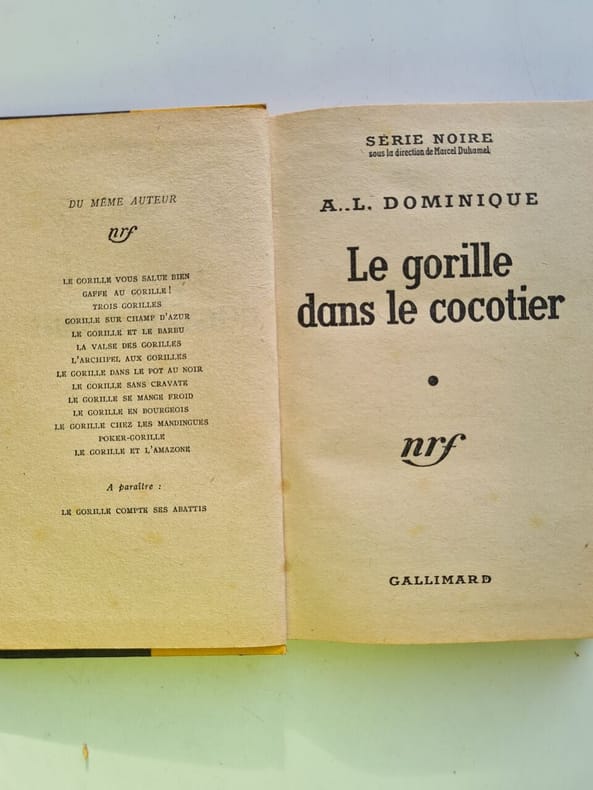 DU MÊME AUTEUR
nrf
LE GORILLE VOUS SALUE BIEN
GAFFE AU GORILLE !
TROIS GORILLES
GORILLE SUR CHAMP D'AZUR
LE GORILLE ET LE BARBU
LA VALSE DES GORILLES
L'ARCHIPEL AUX GORILLES
LE GORILLE DANS LE POT AU NOIR
LE GORILLE SANS CRAVATE
LE GORILLE SE MANGE FROID
LE GORILLE EN BOURGEOIS
LE GORILLE CHEZ LES MANDINGUES
POKER-GORILLE
LE GORILLE ET L'AMAZONE
A paraître :
LE GORILLE COMPTE SES ABATTIS
SÉRIE NOIRE
sous la direction de Marcel Duhamel
A..L. DOMINIQUE
Le gorille
dans le cocotier
nrf
GALLIMARD